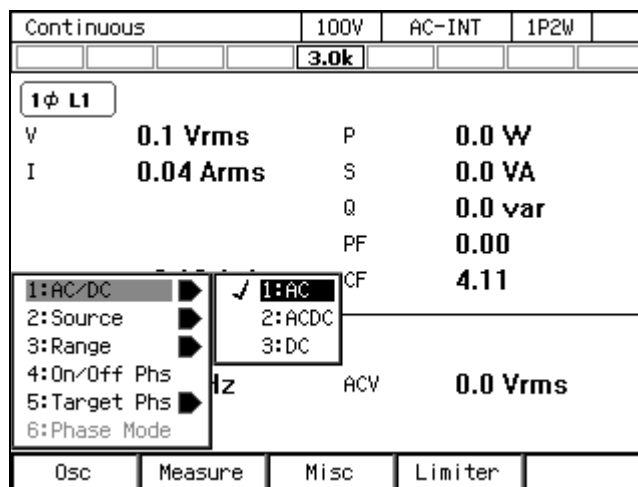 Continuous 100V AC-INT 1P2W
3.0k
1ϕ L1
V 0.1 Vrms P 0.0 W
I 0.04 Arms S 0.0 VA
Q 0.0 var
PF 0.00
CF 4.11
1:AC/DC
2:Source
3:Range
4:On/Off Phs
5:Target Phs
6:Phase Mode
✓ 1:AC
2:ACDC
3:DC
Hz ACV 0.0 Vrms
Osc Measure Misc Limiter